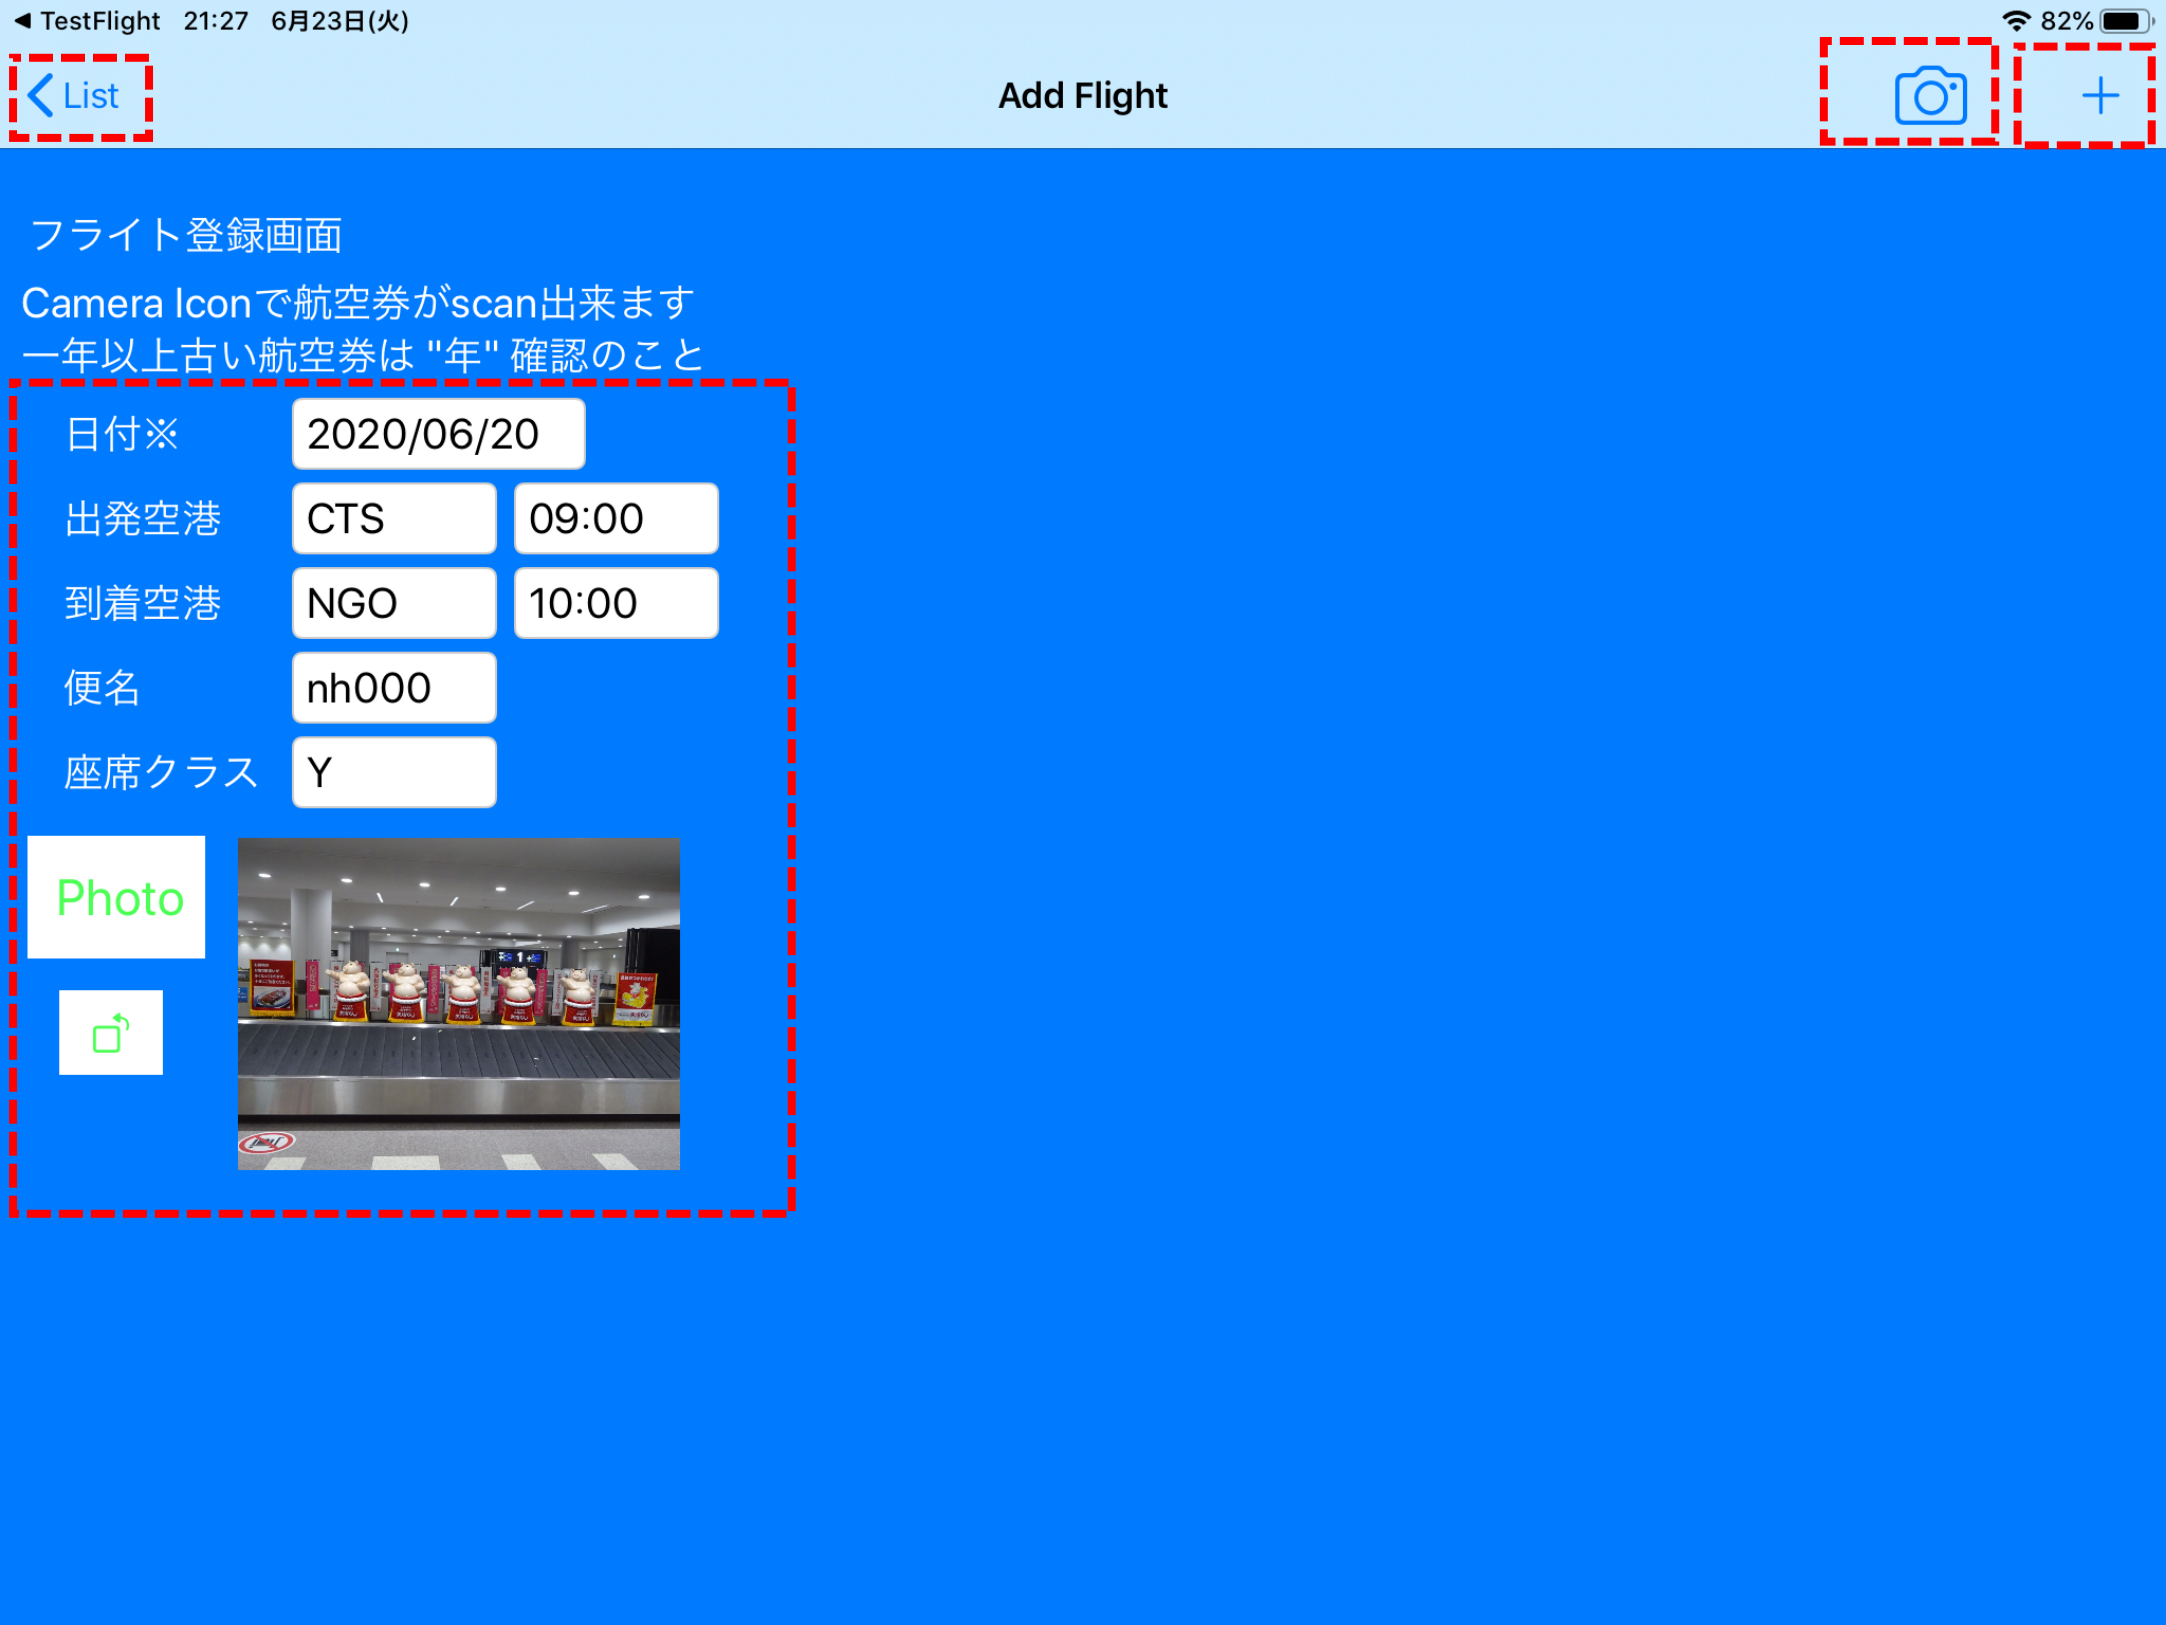 ◀ TestFlight 21:27 6月23日(火) 82%
List Add Flight
フライト登録画面
Camera Iconで航空券がscan出来ます
一年以上古い航空券は "年" 確認のこと
日付※ 2020/06/20
出発空港 CTS 09:00
到着空港 NGO 10:00
便名 nh000
座席クラス Y
Photo
1